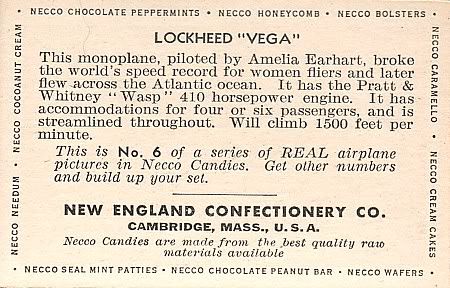 • NECCO CHOCOLATE PEPPERMINTS • NECCO HONEYCOMB • NECCO BOLSTERS •
LOCKHEED "VEGA"
This monoplane, piloted by Amelia Earhart, broke
the world's speed record for women fliers and later
flew across the Atlantic ocean. It has the Pratt &
Whitney "Wasp" 410 horsepower engine. It has
accommodations for four or six passengers, and is
streamlined throughout. Will climb 1500 feet per
minute.
This is No. 6 of a series of REAL airplane
pictures in Necco Candies. Get other numbers
and build up your set.
NEW ENGLAND CONFECTIONERY CO.
CAMBRIDGE, MASS., U.S.A.
Necco Candies are made from the best quality raw
materials available
NECCO CARAMELLO • NECCO CREAM CAKES
• NECCO SEAL MINT PATTIES • NECCO CHOCOLATE PEANUT BAR • NECCO WAFERS •
NECCO NEEDUM • NECCO COCOANUT CREAM